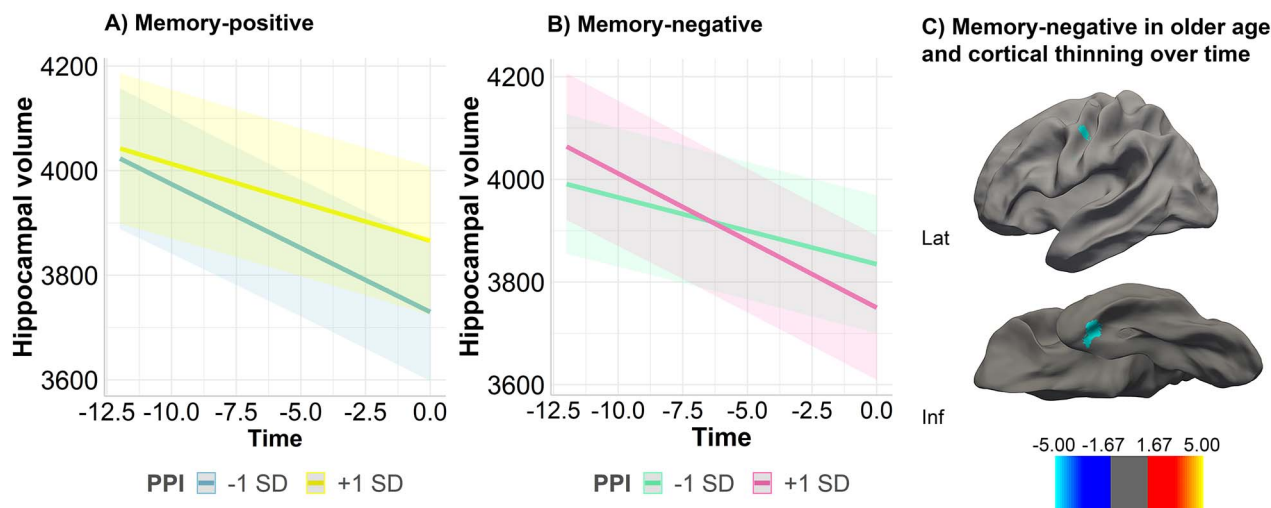 A) Memory-positive
Hippocampal volume
4200
4000
3800
3600
-12.5 -10.0 -7.5 -5.0 -2.5 0.0
Time
PPI -1 SD +1 SD
B) Memory-negative
Hippocampal volume
4200
4000
3800
3600
-12.5 -10.0 -7.5 -5.0 -2.5 0.0
Time
PPI -1 SD +1 SD
C) Memory-negative in older age
and cortical thinning over time
Lat
Inf
-5.00 -1.67 1.67 5.00